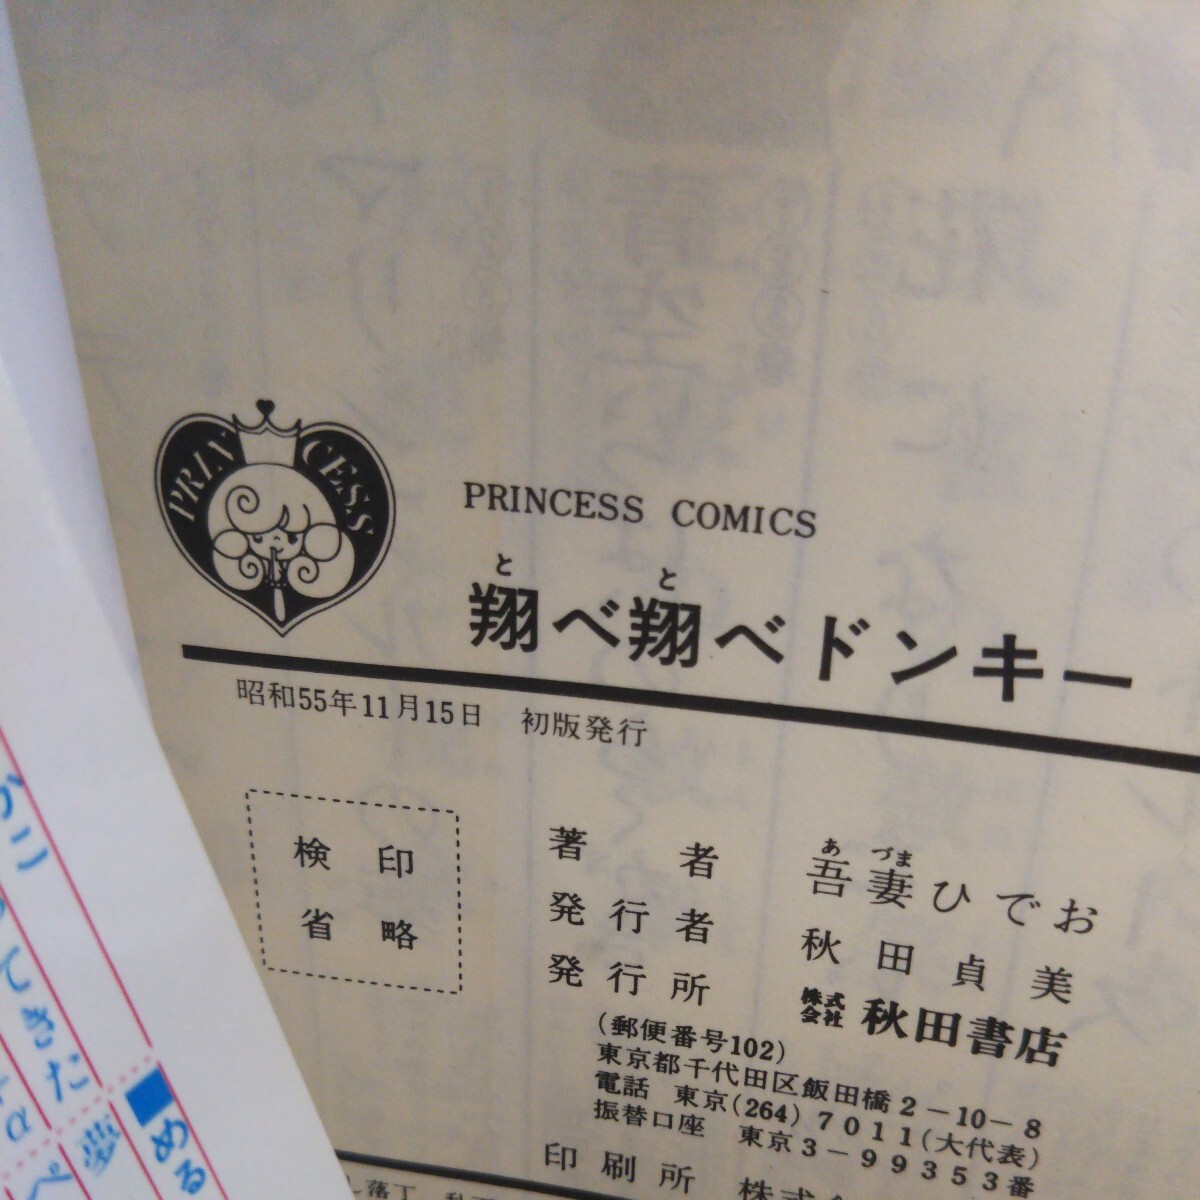 PRINCESS
PRINCESS COMICS
と と
翔べ翔べドンキー
昭和55年11月15日 初版発行
検印
省略
あづま
著者 吾妻ひでお
発行者 秋田貞美
発行所 株式会社 秋田書店
(郵便番号102)
東京都千代田区飯田橋2-10-8
電話 東京(264)7011(大代表)
振替口座 東京3-99353番
印刷所 株式
落丁
てきた
α
夢
める